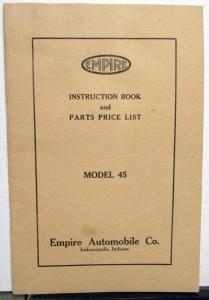 EMPIRE
INSTRUCTION BOOK
and
PARTS PRICE LIST
MODEL 45
Empire Automobile Co.
Indianapolis, Indiana